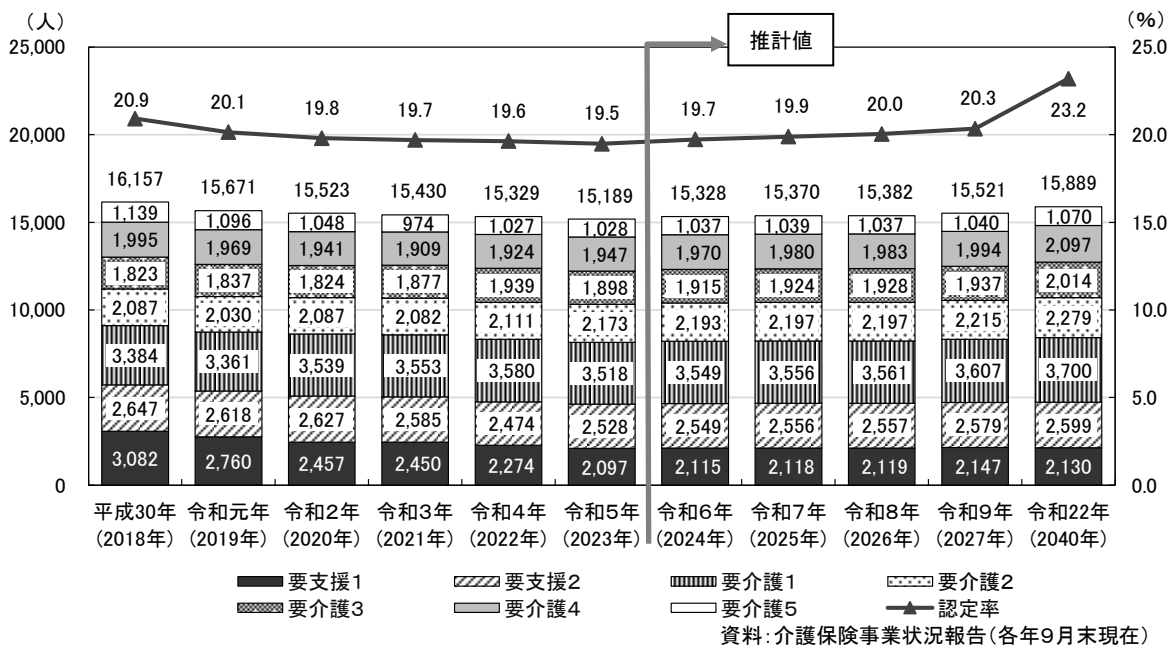 （人）
（％）
推計値
25,000
20,000
15,000
10,000
5,000
0
25.0
20.0
15.0
10.0
5.0
0.0
20.9 20.1 19.8 19.7 19.6 19.5 19.7 19.9 20.0 20.3 23.2
16,157 15,671 15,523 15,430 15,329 15,189 15,328 15,370 15,382 15,521 15,889
1,139 1,096 1,048 974 1,027 1,028 1,037 1,039 1,037 1,040 1,070
1,995 1,969 1,941 1,909 1,924 1,947 1,970 1,980 1,983 1,994 2,097
1,823 1,837 1,824 1,877 1,939 1,898 1,915 1,924 1,928 1,937 2,014
2,087 2,030 2,087 2,082 2,111 2,173 2,193 2,197 2,197 2,215 2,279
3,384 3,361 3,539 3,553 3,580 3,518 3,549 3,556 3,561 3,607 3,700
2,647 2,618 2,627 2,585 2,474 2,528 2,549 2,556 2,557 2,579 2,599
3,082 2,760 2,457 2,450 2,274 2,097 2,115 2,118 2,119 2,147 2,130
平成30年 令和元年 令和２年 令和３年 令和４年 令和５年 令和６年 令和７年 令和８年 令和９年 令和22年
（2018年） （2019年） （2020年） （2021年） （2022年） （2023年） （2024年） （2025年） （2026年） （2027年） （2040年）
要支援１ 要支援２ 要介護１ 要介護２
要介護３ 要介護４ 要介護５ 認定率
資料：介護保険事業状況報告（各年９月末現在）